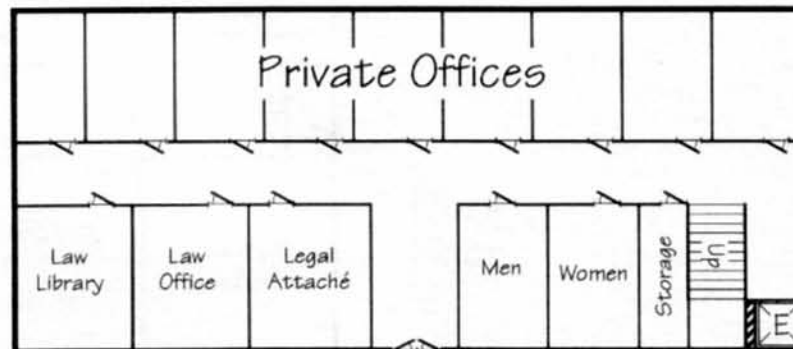 Private Offices
Law
Library
Law
Office
Legal
Attaché
Men
Women
Storage
Up
E